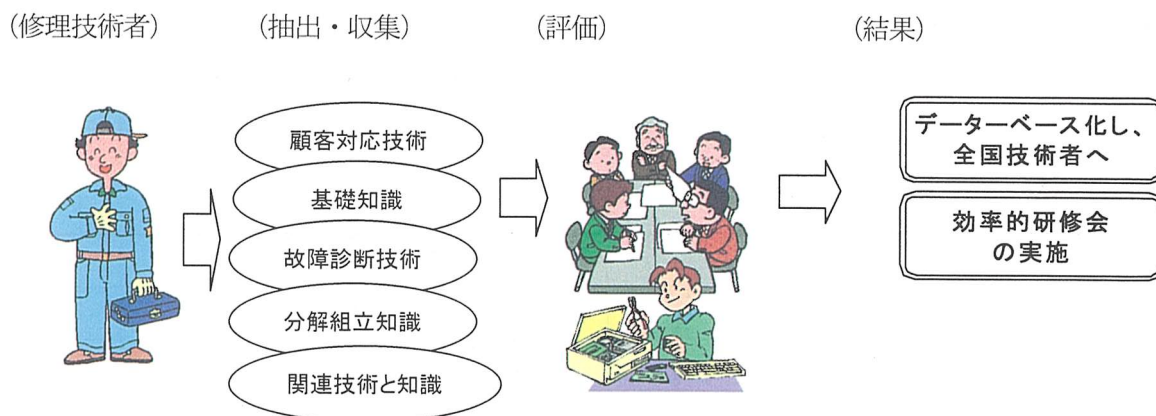 (修理技術者)
(抽出・収集)
(評価)
(結果)
顧客対応技術
基礎知識
故障診断技術
分解組立知識
関連技術と知識
データーベース化し、
全国技術者へ
効率的研修会
の実施